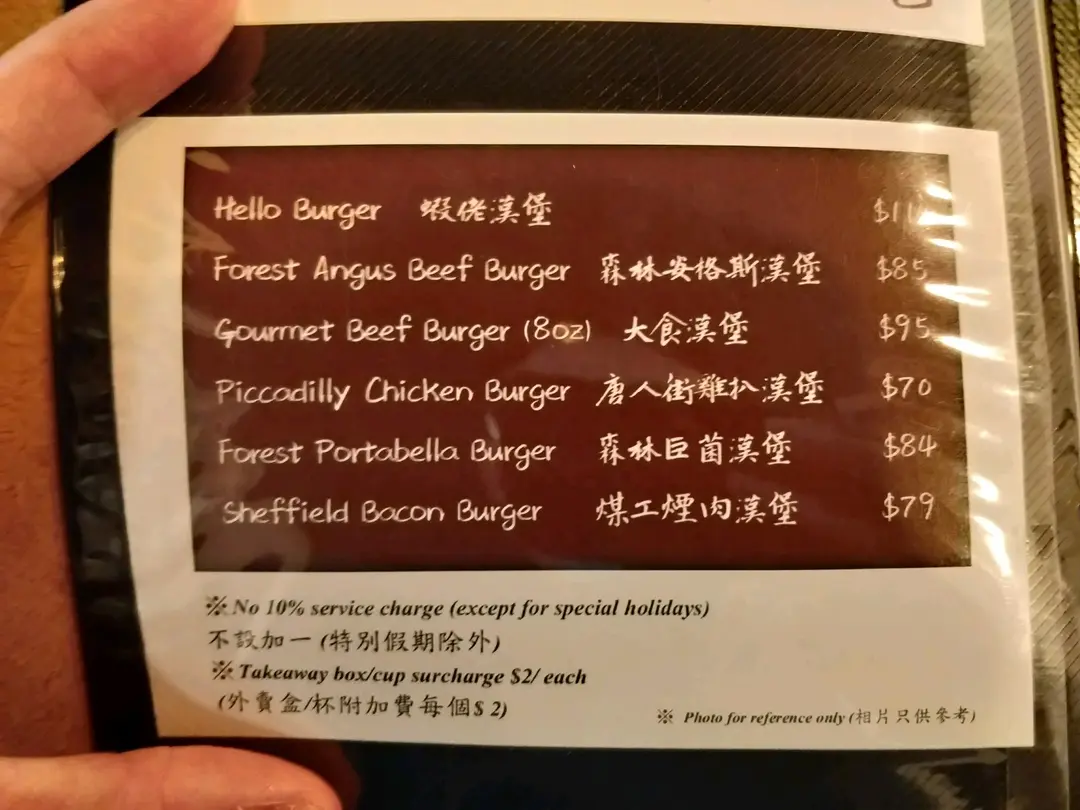 Hello Burger 蝦佬漢堡
Forest Angus Beef Burger 森林安格斯漢堡 $85
Gourmet Beef Burger (8oz) 大食漢堡 $95
Piccadilly Chicken Burger 唐人街雞扒漢堡 $70
Forest Portabella Burger 森林巨菌漢堡 $84
Sheffield Bacon Burger 煤工煙肉漢堡 $79
※ No 10% service charge (except for special holidays)
不設加一 (特別假期除外)
※ Takeaway box/cup surcharge $2/ each
(外賣盒/杯附加費每個$ 2)
※ Photo for reference only (相片只供參考)